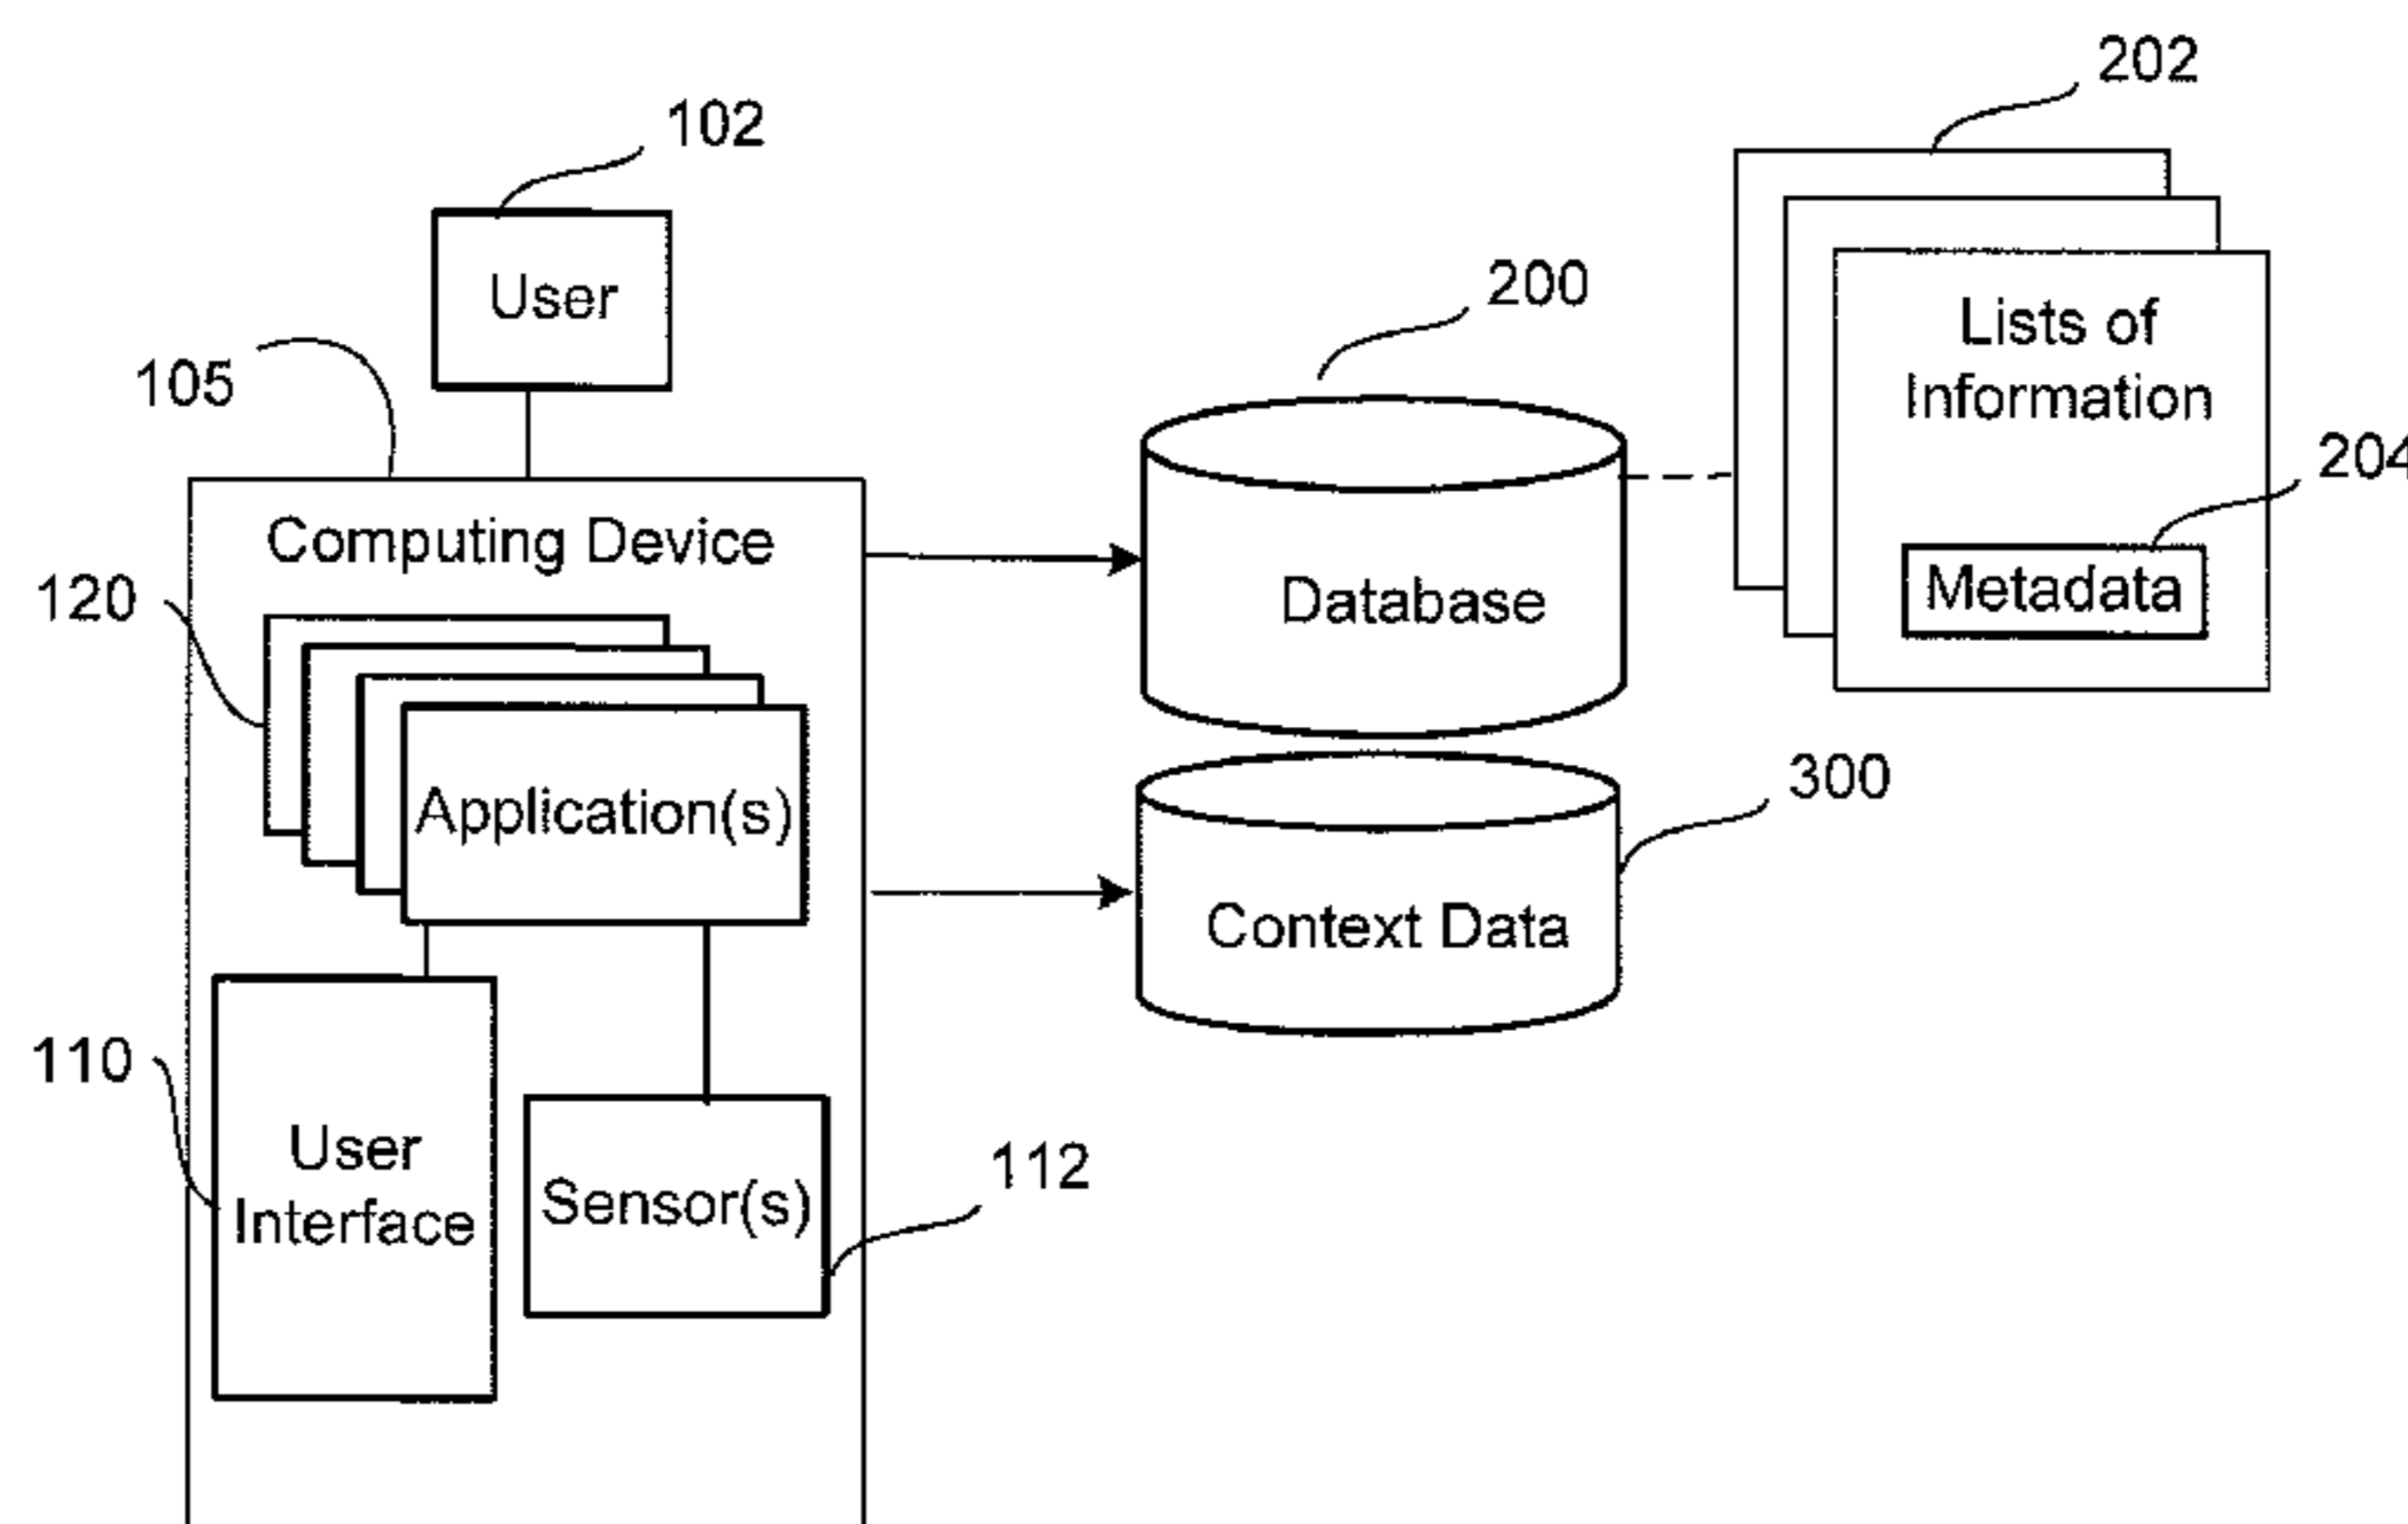 202
102
User
200
Lists of
Information
105
204
Computing Device
Metadata
120
Database
Application(s)
300
Context Data
110
User
Interface
Sensor(s)
112